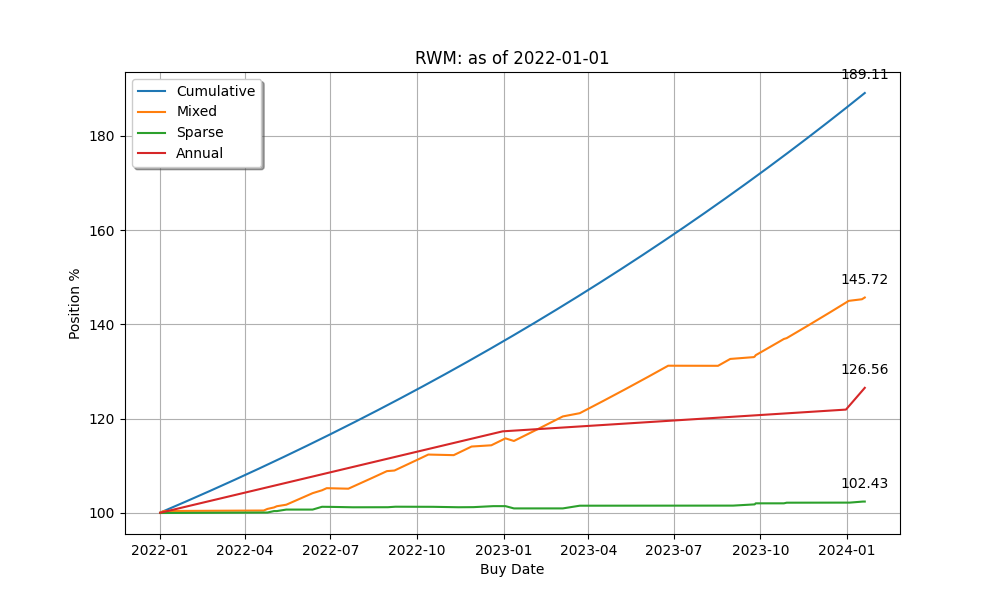 RWM: as of 2022-01-01
Cumulative
Mixed
Sparse
Annual
189.11
145.72
126.56
102.43
Position %
180
160
140
120
100
2022-01 2022-04 2022-07 2022-10 2023-01 2023-04 2023-07 2023-10 2024-01
Buy Date